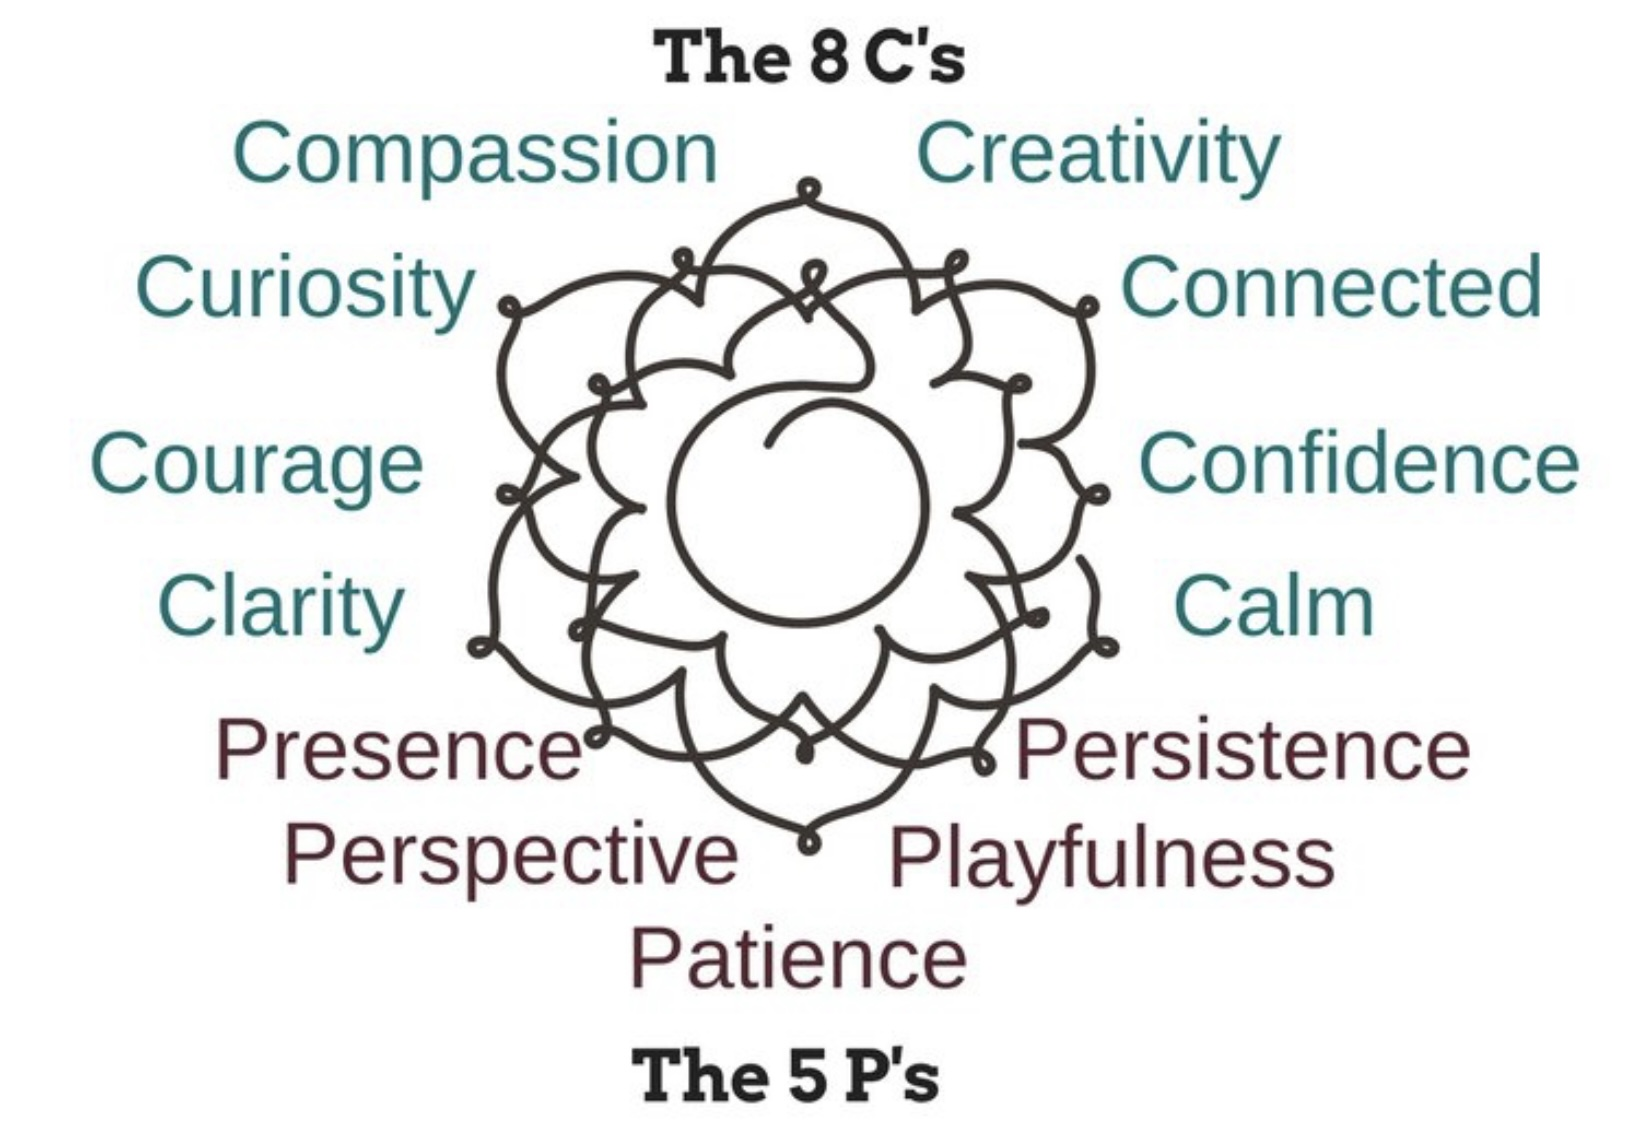 The 8 C's
Compassion Creativity
Curiosity Connected
Courage Confidence
Clarity Calm
Presence Persistence
Perspective Playfulness
Patience
The 5 P's